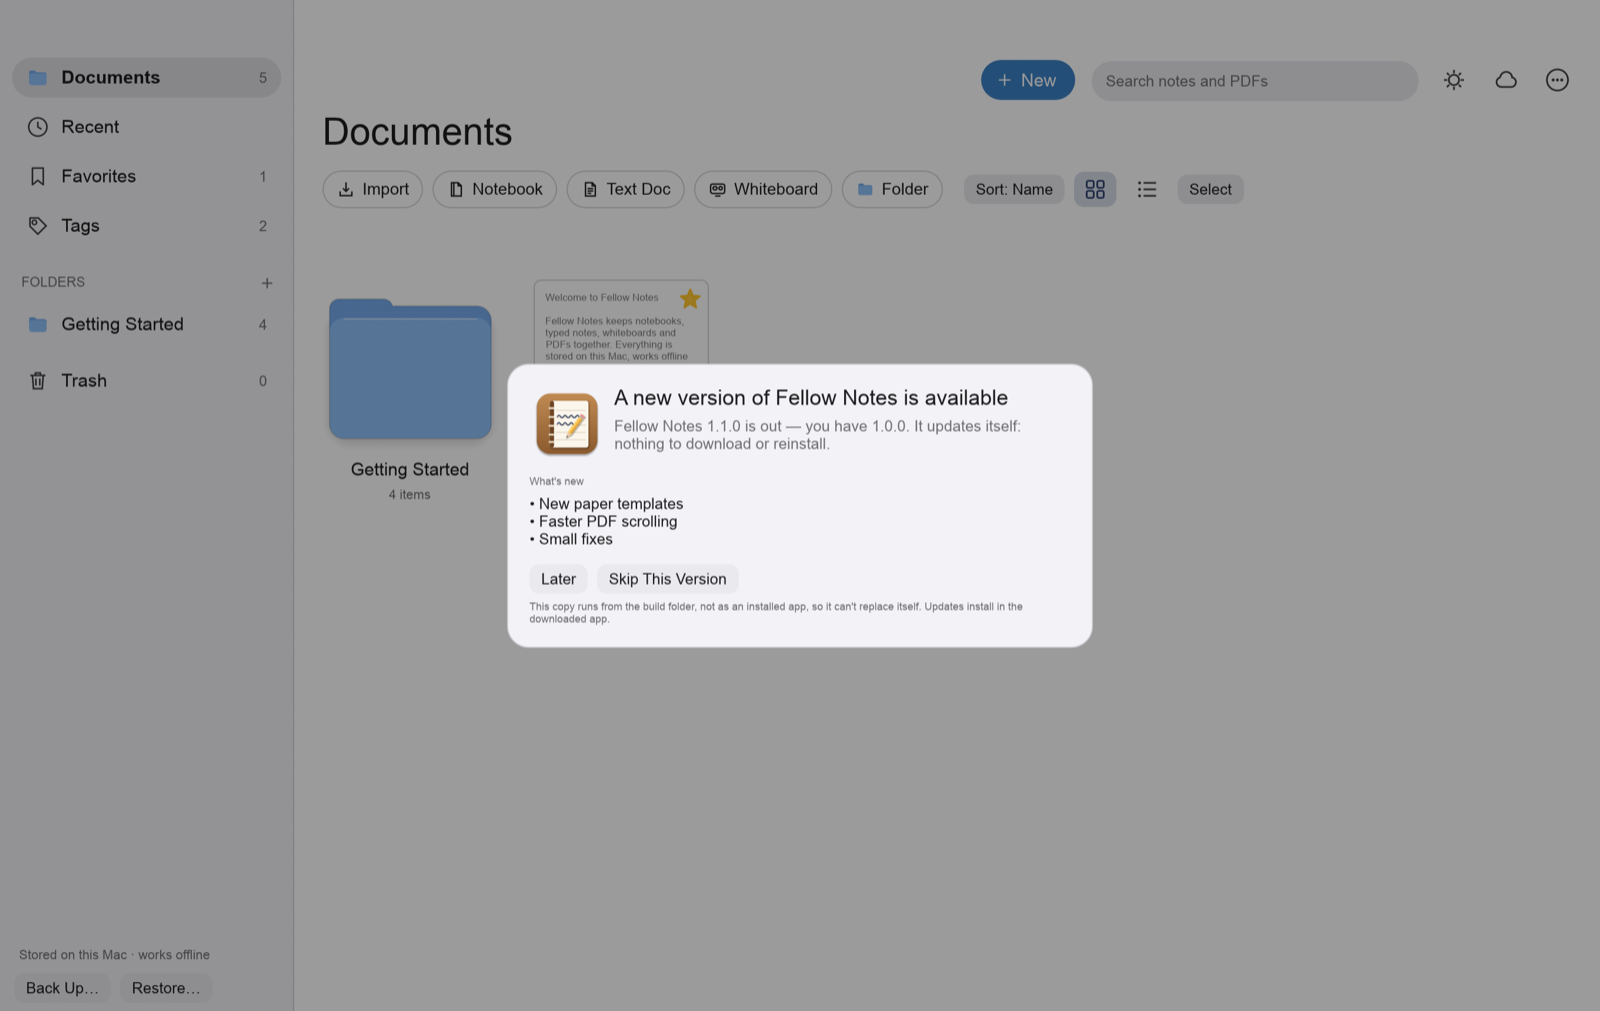 Documents 5
Recent
Favorites 1
Tags 2
FOLDERS +
Getting Started 4
Trash 0
Stored on this Mac · works offline
Back Up…
Restore…
+ New
Search notes and PDFs
Documents
Import
Notebook
Text Doc
Whiteboard
Folder
Sort: Name
Select
Getting Started
4 items
Welcome to Fellow Notes
Fellow Notes keeps notebooks,
typed notes, whiteboards and
PDFs together. Everything is
stored on this Mac, works offline
A new version of Fellow Notes is available
Fellow Notes 1.1.0 is out — you have 1.0.0. It updates itself:
nothing to download or reinstall.
What's new
• New paper templates
• Faster PDF scrolling
• Small fixes
Later
Skip This Version
This copy runs from the build folder, not as an installed app, so it can't replace itself. Updates install in the
downloaded app.